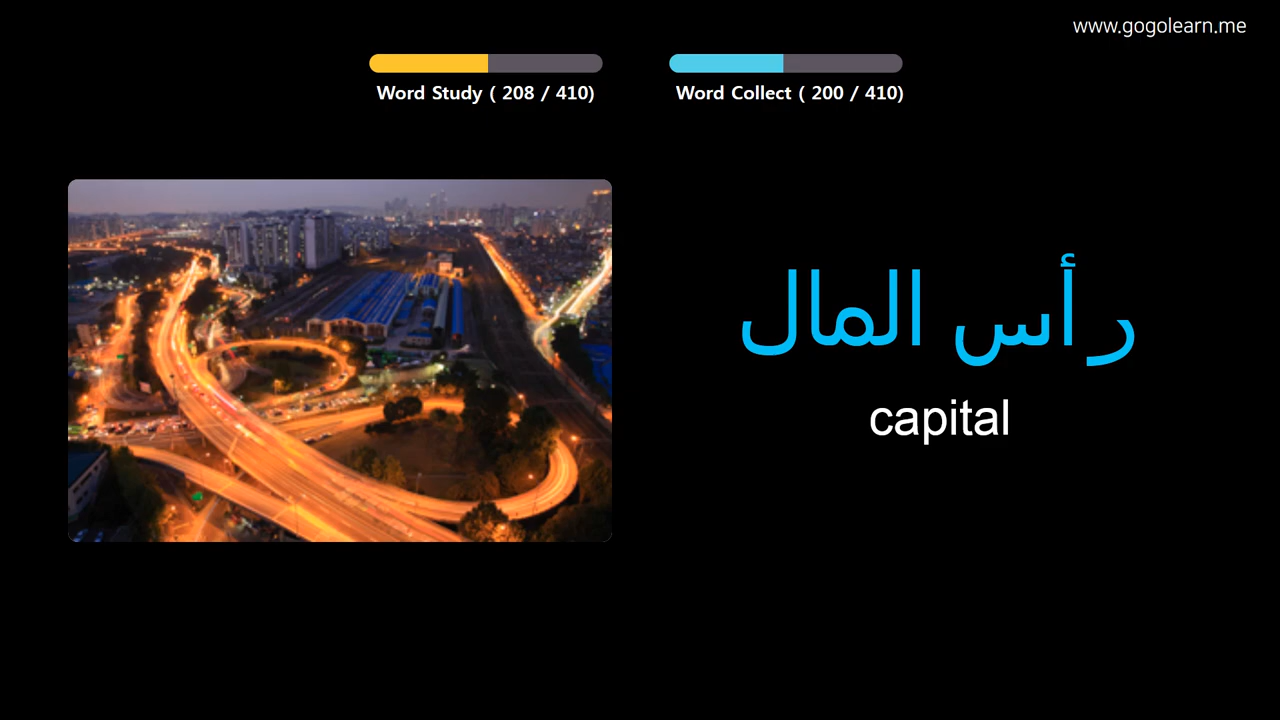 www.gogolearn.me
Word Study ( 208 / 410)
Word Collect ( 200 / 410)
رأس المال
capital